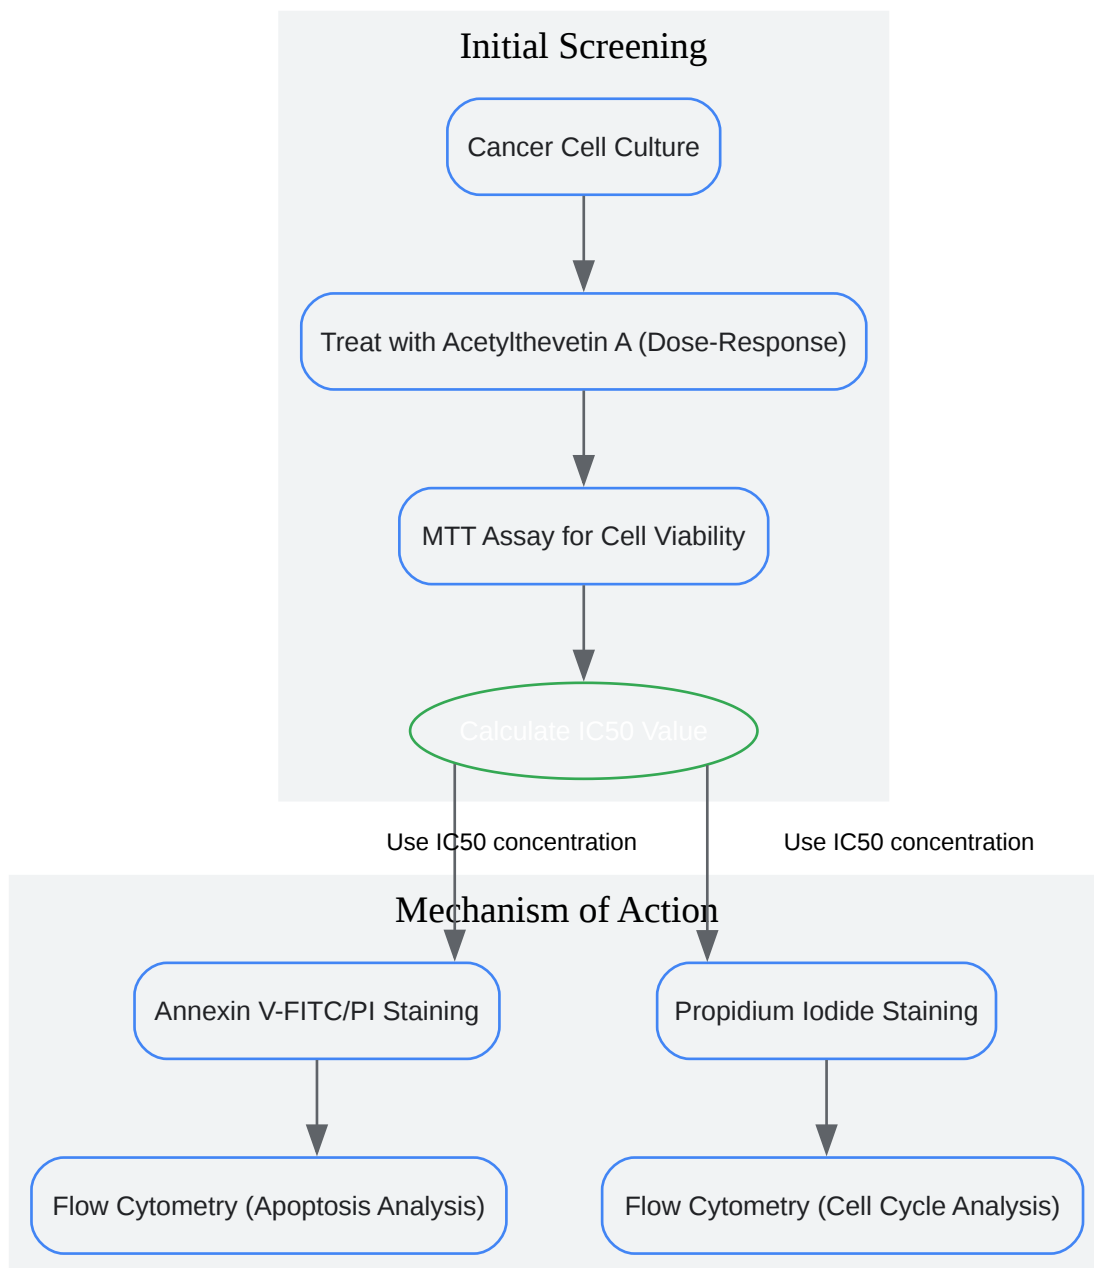 Initial Screening
Cancer Cell Culture
Treat with Acetylthevetin A (Dose-Response)
MTT Assay for Cell Viability
Calculate IC50 Value
Use IC50 concentration
Use IC50 concentration
Mechanism of Action
Annexin V-FITC/PI Staining
Propidium Iodide Staining
Flow Cytometry (Apoptosis Analysis)
Flow Cytometry (Cell Cycle Analysis)